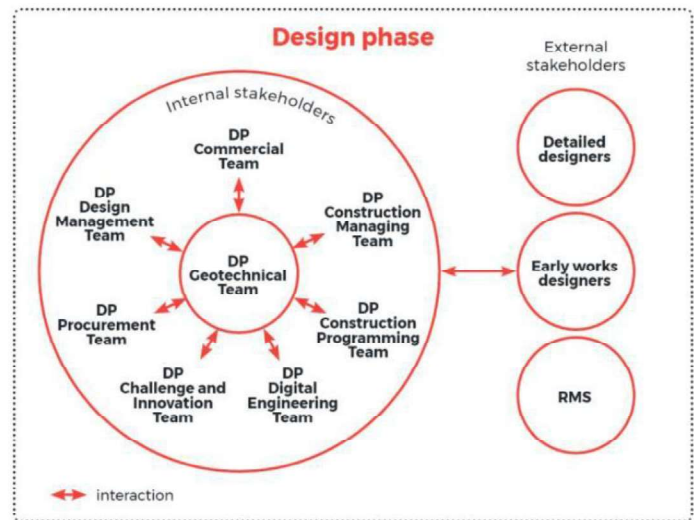 Design phase
External
stakeholders
Internal stakeholders
DP
Commercial
Team
DP
Design
Management
Team
DP
Construction
Managing
Team
DP
Geotechnical
Team
DP
Procurement
Team
DP
Construction
Programming
Team
DP
Challenge and
Innovation
Team
DP
Digital
Engineering
Team
Detailed
designers
Early works
designers
RMS
interaction